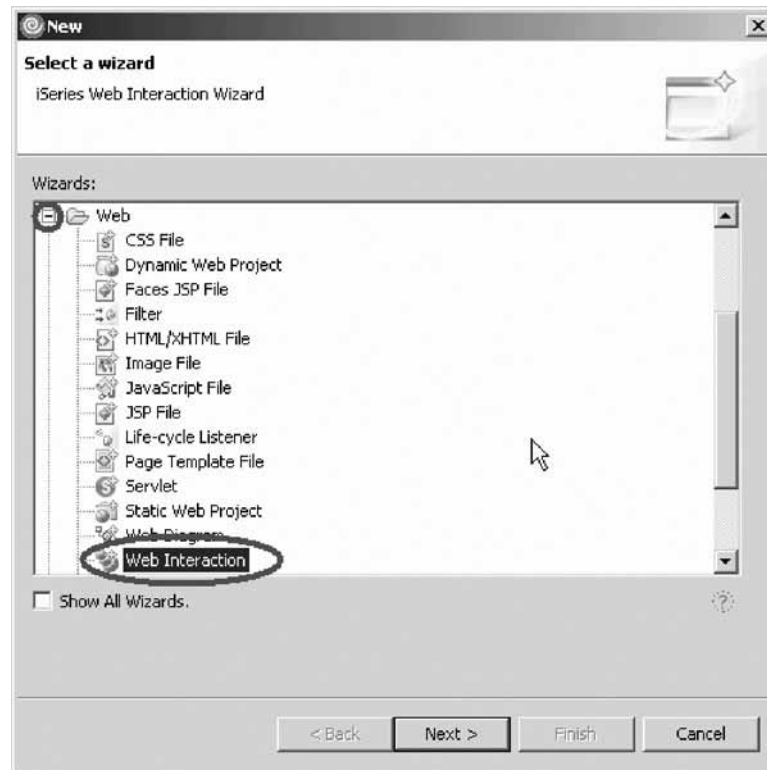 New
Select a wizard
iSeries Web Interaction Wizard
Wizards:
Web
CSS File
Dynamic Web Project
Faces JSP File
Filter
HTML/XHTML File
Image File
JavaScript File
JSP File
Life-cycle Listener
Page Template File
Servlet
Static Web Project
Web Diagram
Web Interaction
Show All Wizards.
< Back Next > Finish Cancel